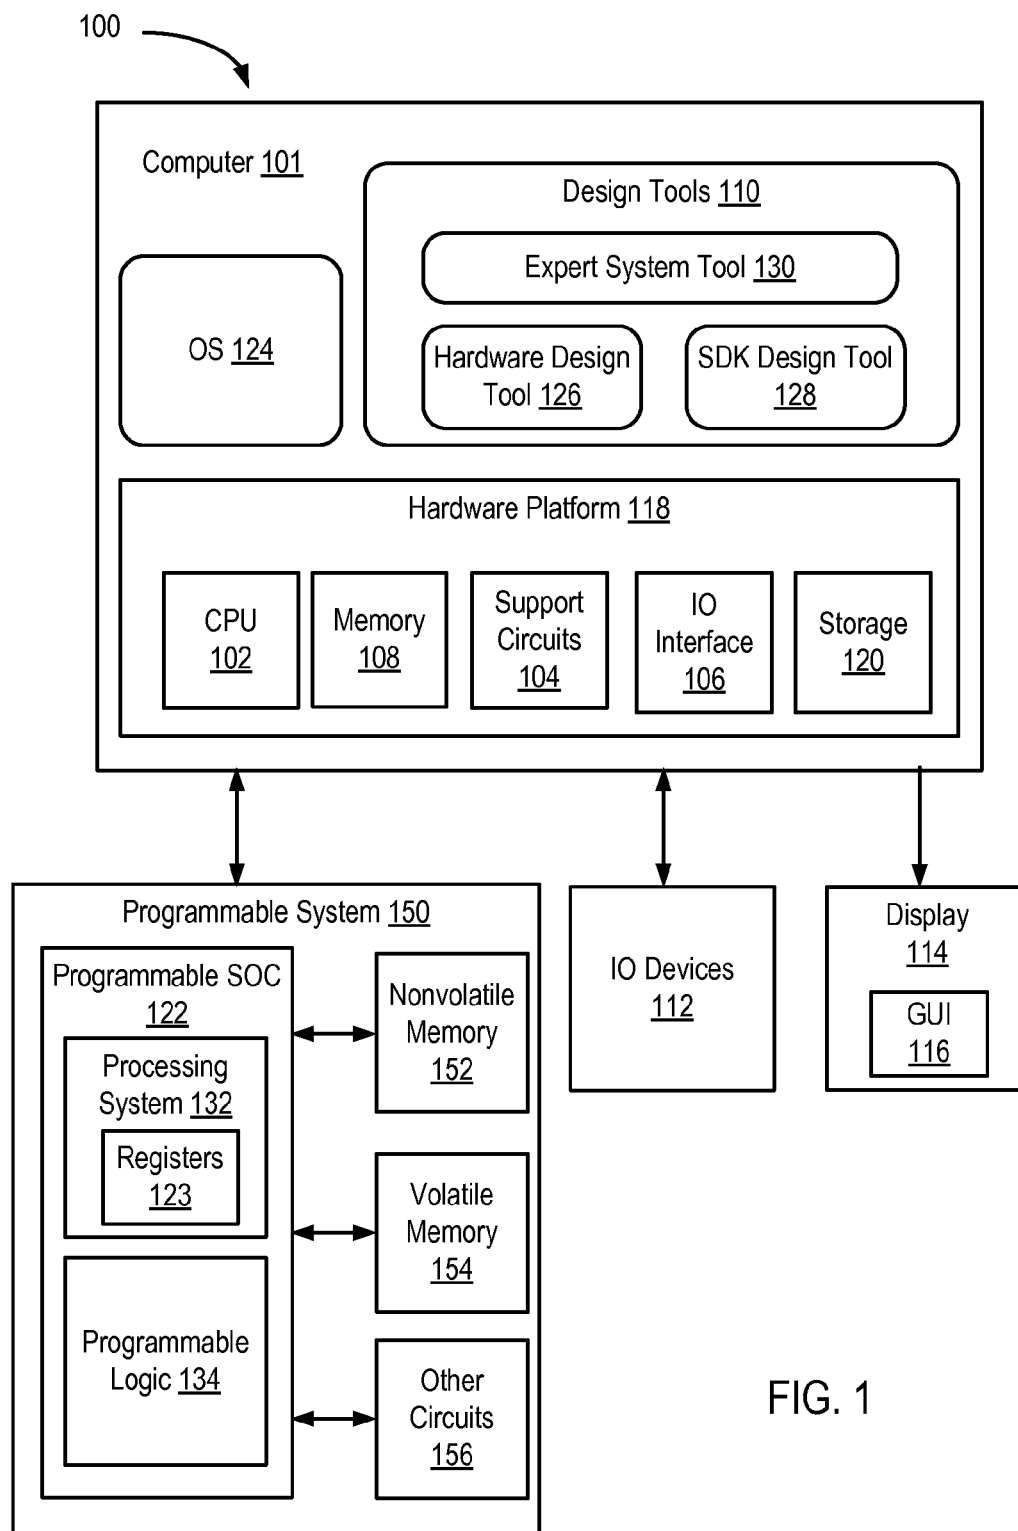 100
Computer 101
Design Tools 110
Expert System Tool 130
OS 124
Hardware Design
Tool 126
SDK Design Tool
128
Hardware Platform 118
CPU
102
Memory
108
Support
Circuits
104
IO
Interface
106
Storage
120
Programmable System 150
Programmable SOC
122
Processing
System 132
Registers
123
Programmable
Logic 134
Nonvolatile
Memory
152
Volatile
Memory
154
Other
Circuits
156
IO Devices
112
Display
114
GUI
116
FIG. 1